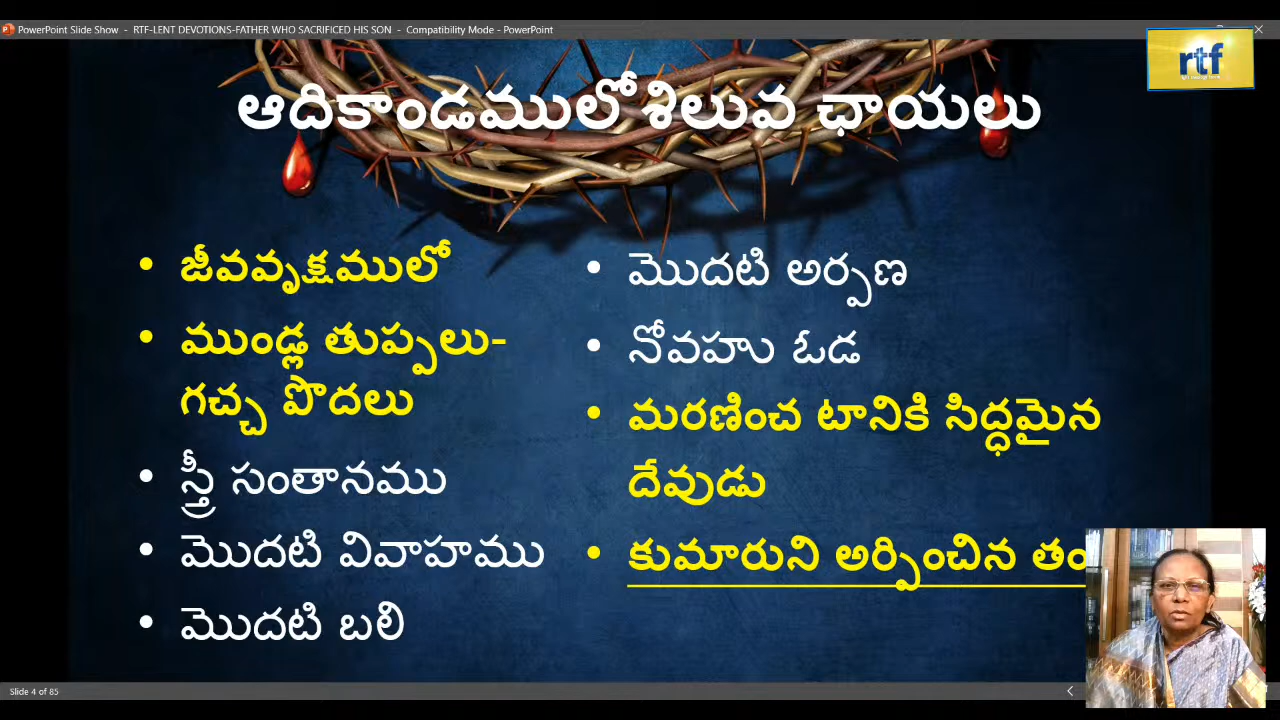 PowerPoint Slide Show - RTF-LENT DEVOTIONS-FATHER WHO SACRIFICED HIS SON - Compatibility Mode - PowerPoint
rtf
ఆదికాండములో శిలువ ఛాయలు
• జీవవృక్షములో
• ముండ్ల తుప్పలు-
గచ్చ పొదలు
• స్త్రీ సంతానము
• మొదటి వివాహము
• మొదటి బలి
• మొదటి అర్పణ
• నోవహు ఓడ
• మరణించ టానికి సిద్ధమైన
దేవుడు
• కుమారుని అర్పించిన
Slide 4 of 85